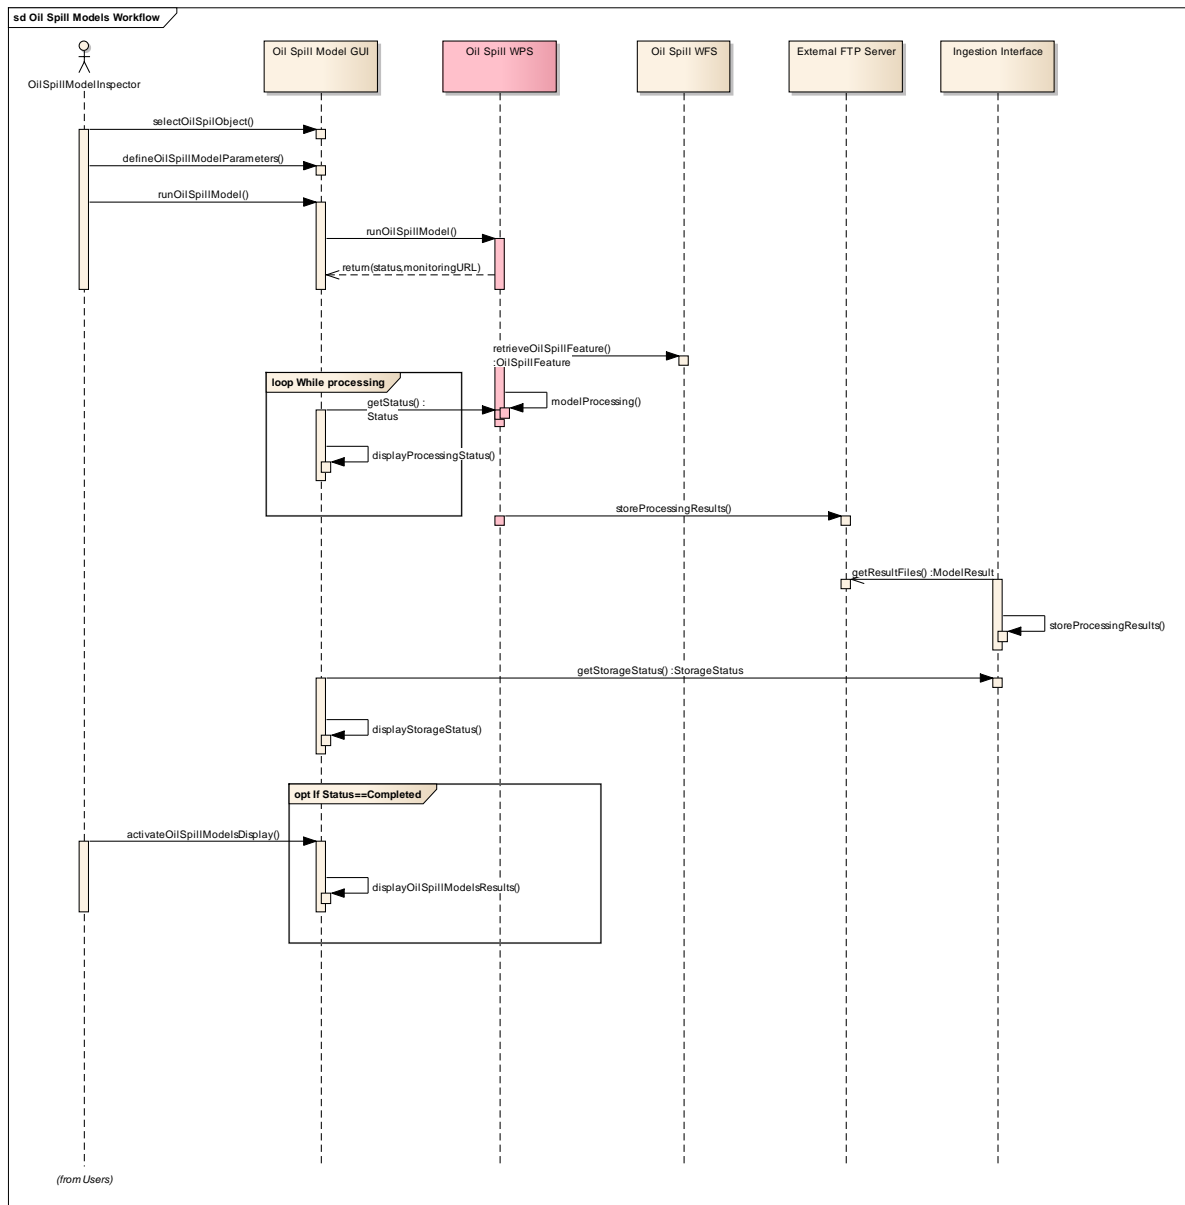 sd Oil Spill Models Workflow
OilSpillModelInspector
Oil Spill Model GUI
Oil Spill WPS
Oil Spill WFS
External FTP Server
Ingestion Interface
selectOilSpilObject()
defineOilSpillModelParameters()
runOilSpillModel()
runOilSpillModel()
return(status,monitoringURL)
retrieveOilSpillFeature()
:OilSpillFeature
loop While processing
getStatus() :
Status
modelProcessing()
displayProcessingStatus()
storeProcessingResults()
getResultFiles() :ModelResult
storeProcessingResults()
getStorageStatus() :StorageStatus
displayStorageStatus()
opt If Status==Completed
activateOilSpillModelsDisplay()
displayOilSpillModelsResults()
(from Users)